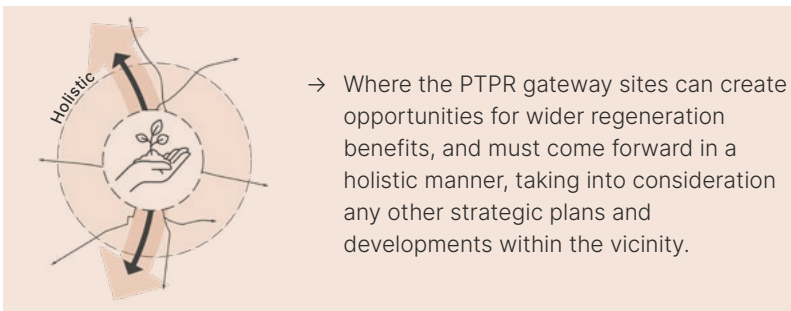 Holistic
→ Where the PTPR gateway sites can create
opportunities for wider regeneration
benefits, and must come forward in a
holistic manner, taking into consideration
any other strategic plans and
developments within the vicinity.